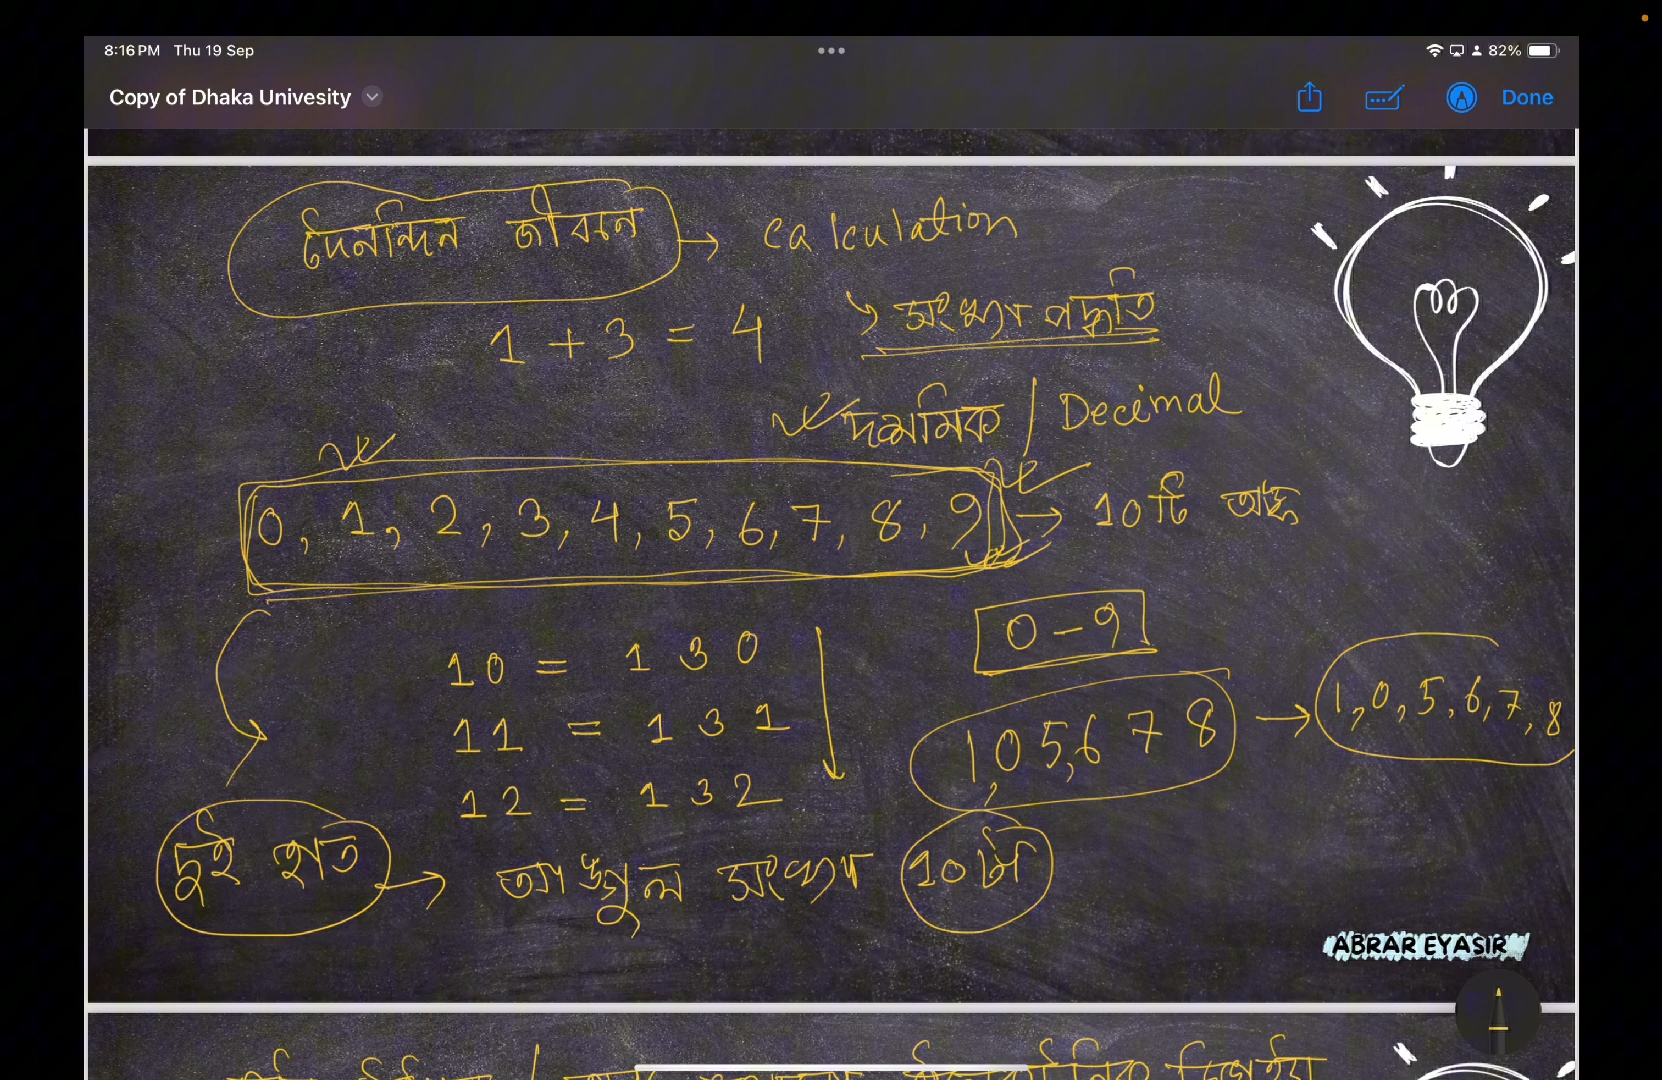 8:16 PM Thu 19 Sep
82%
Copy of Dhaka Univesity
Done
দৈনন্দিন জীবনে → calculation
1 + 3 = 4
সংখ্যা পদ্ধতি
দশমিক / Decimal
0, 1, 2, 3, 4, 5, 6, 7, 8, 9 → 10টি অঙ্ক
0 - 9
10 = 1 3 0
11 = 1 3 1
12 = 1 3 2
1, 0 5, 6 7 8 → 1, 0, 5, 6, 7, 8
দুই হাত → আঙ্গুল সংখ্যা 10টা
ABRAR EYASIR